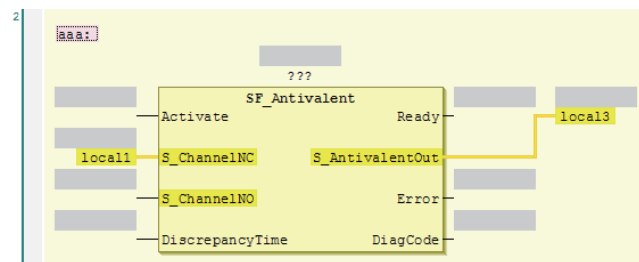 2
aaa:
???
SF_Antivalent
Activate Ready
local3
local1 S_ChannelNC S_AntivalentOut
S_ChannelNO Error
DiscrepancyTime DiagCode